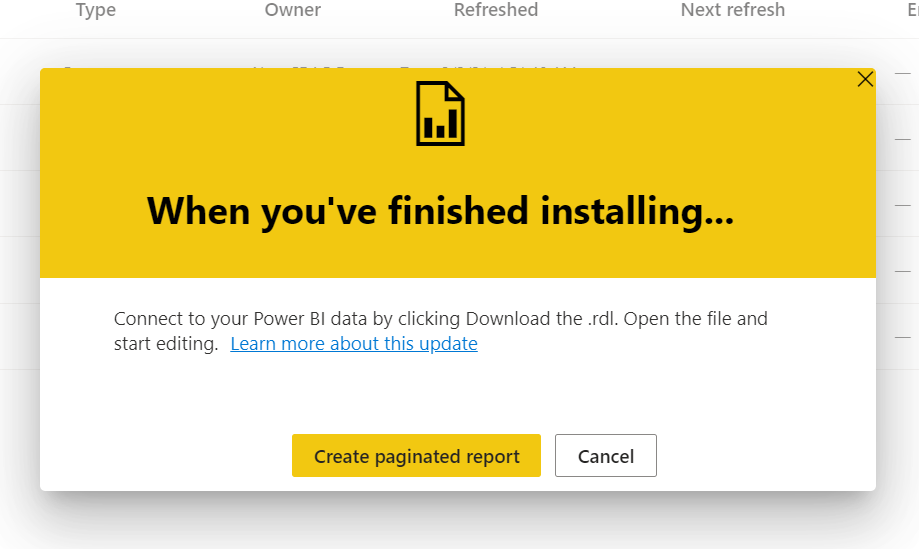 Type Owner Refreshed Next refresh
When you've finished installing...
Connect to your Power BI data by clicking Download the .rdl. Open the file and
start editing. Learn more about this update
Create paginated report Cancel